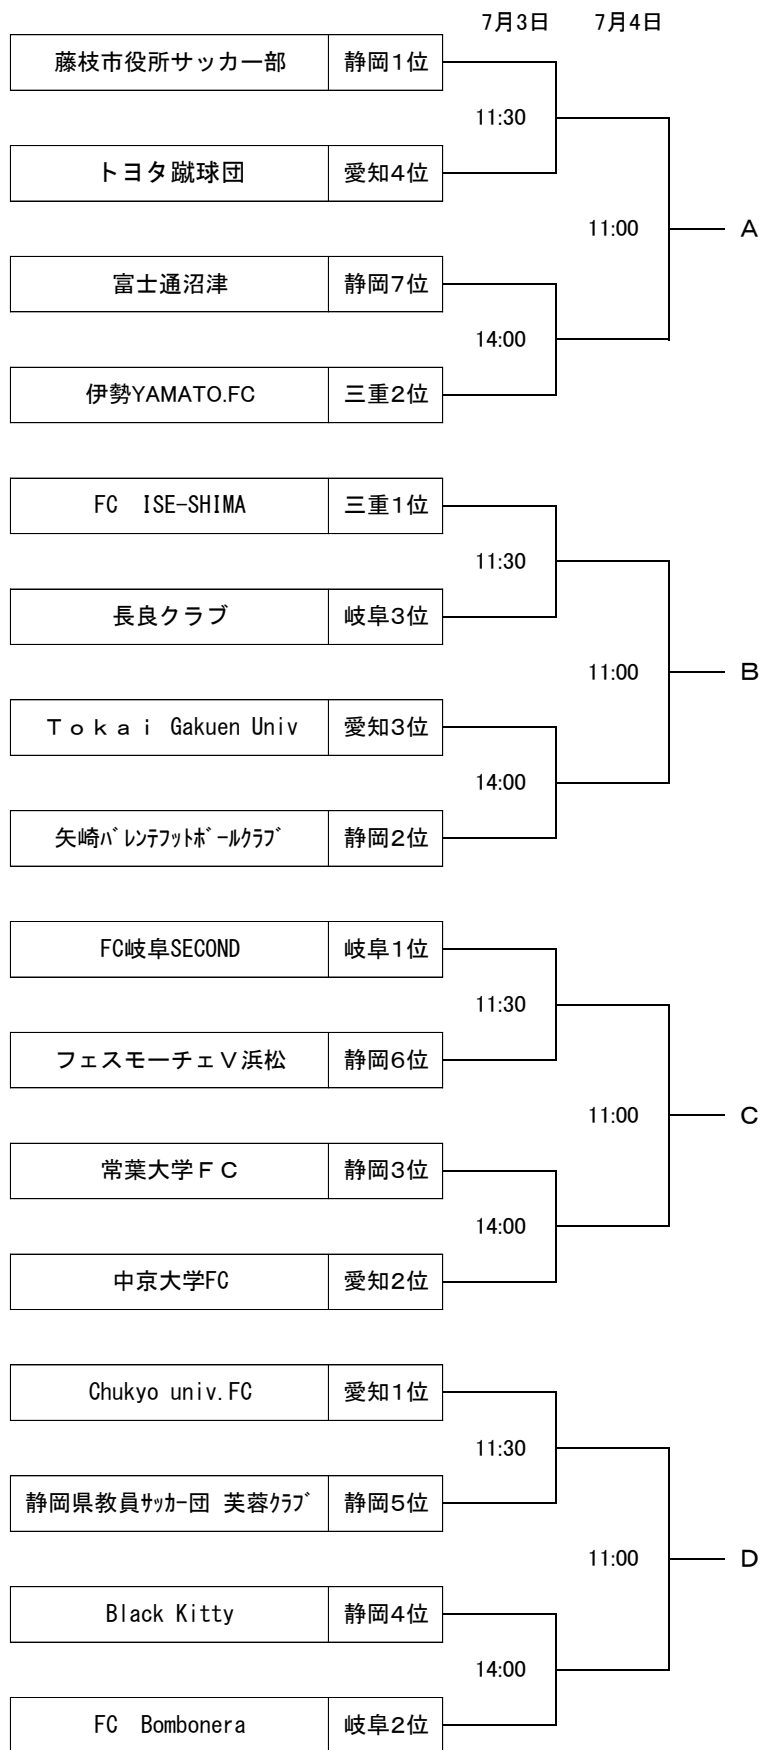 7月3日 7月4日
藤枝市役所サッカー部 静岡1位
11:30
トヨタ蹴球団 愛知4位
11:00 A
富士通沼津 静岡7位
14:00
伊勢YAMATO.FC 三重2位
FC ISE-SHIMA 三重1位
11:30
長良クラブ 岐阜3位
11:00 B
Ｔｏｋａｉ Gakuen Univ 愛知3位
14:00
矢崎ﾊﾞﾚﾝﾃﾌｯﾄﾎﾞｰﾙｸﾗﾌﾞ 静岡2位
FC岐阜SECOND 岐阜1位
11:30
フェスモーチェＶ浜松 静岡6位
11:00 C
常葉大学ＦＣ 静岡3位
14:00
中京大学FC 愛知2位
Chukyo univ.FC 愛知1位
11:30
静岡県教員ｻｯｶｰ団 芙蓉ｸﾗﾌﾞ 静岡5位
11:00 D
Black Kitty 静岡4位
14:00
FC Bombonera 岐阜2位